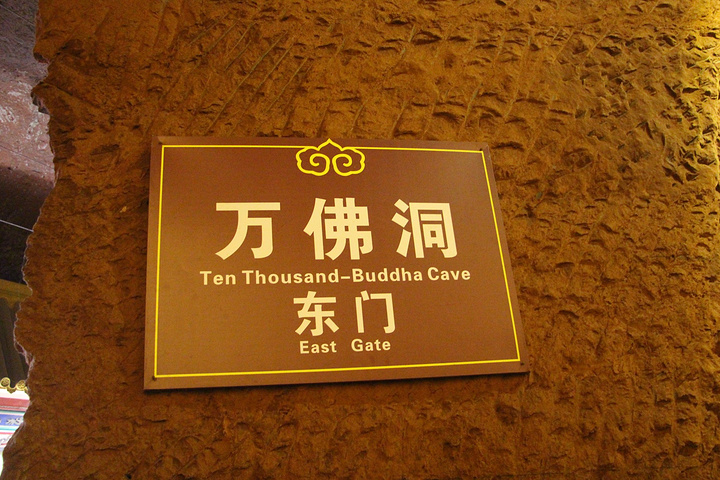 万佛洞
Ten Thousand-Buddha Cave
东门
East Gate